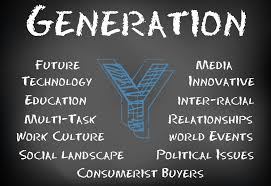 GENERATION
Y
FUTURE
TECHNOLOGY
EDUCATION
MULTI-TASK
WORK CULTURE
SOCIAL LANDSCAPE
MEDIA
INNOVATIVE
INTER-RACIAL
RELATIONSHIPS
WORLD EVENTS
POLITICAL ISSUES
CONSUMERIST BUYERS